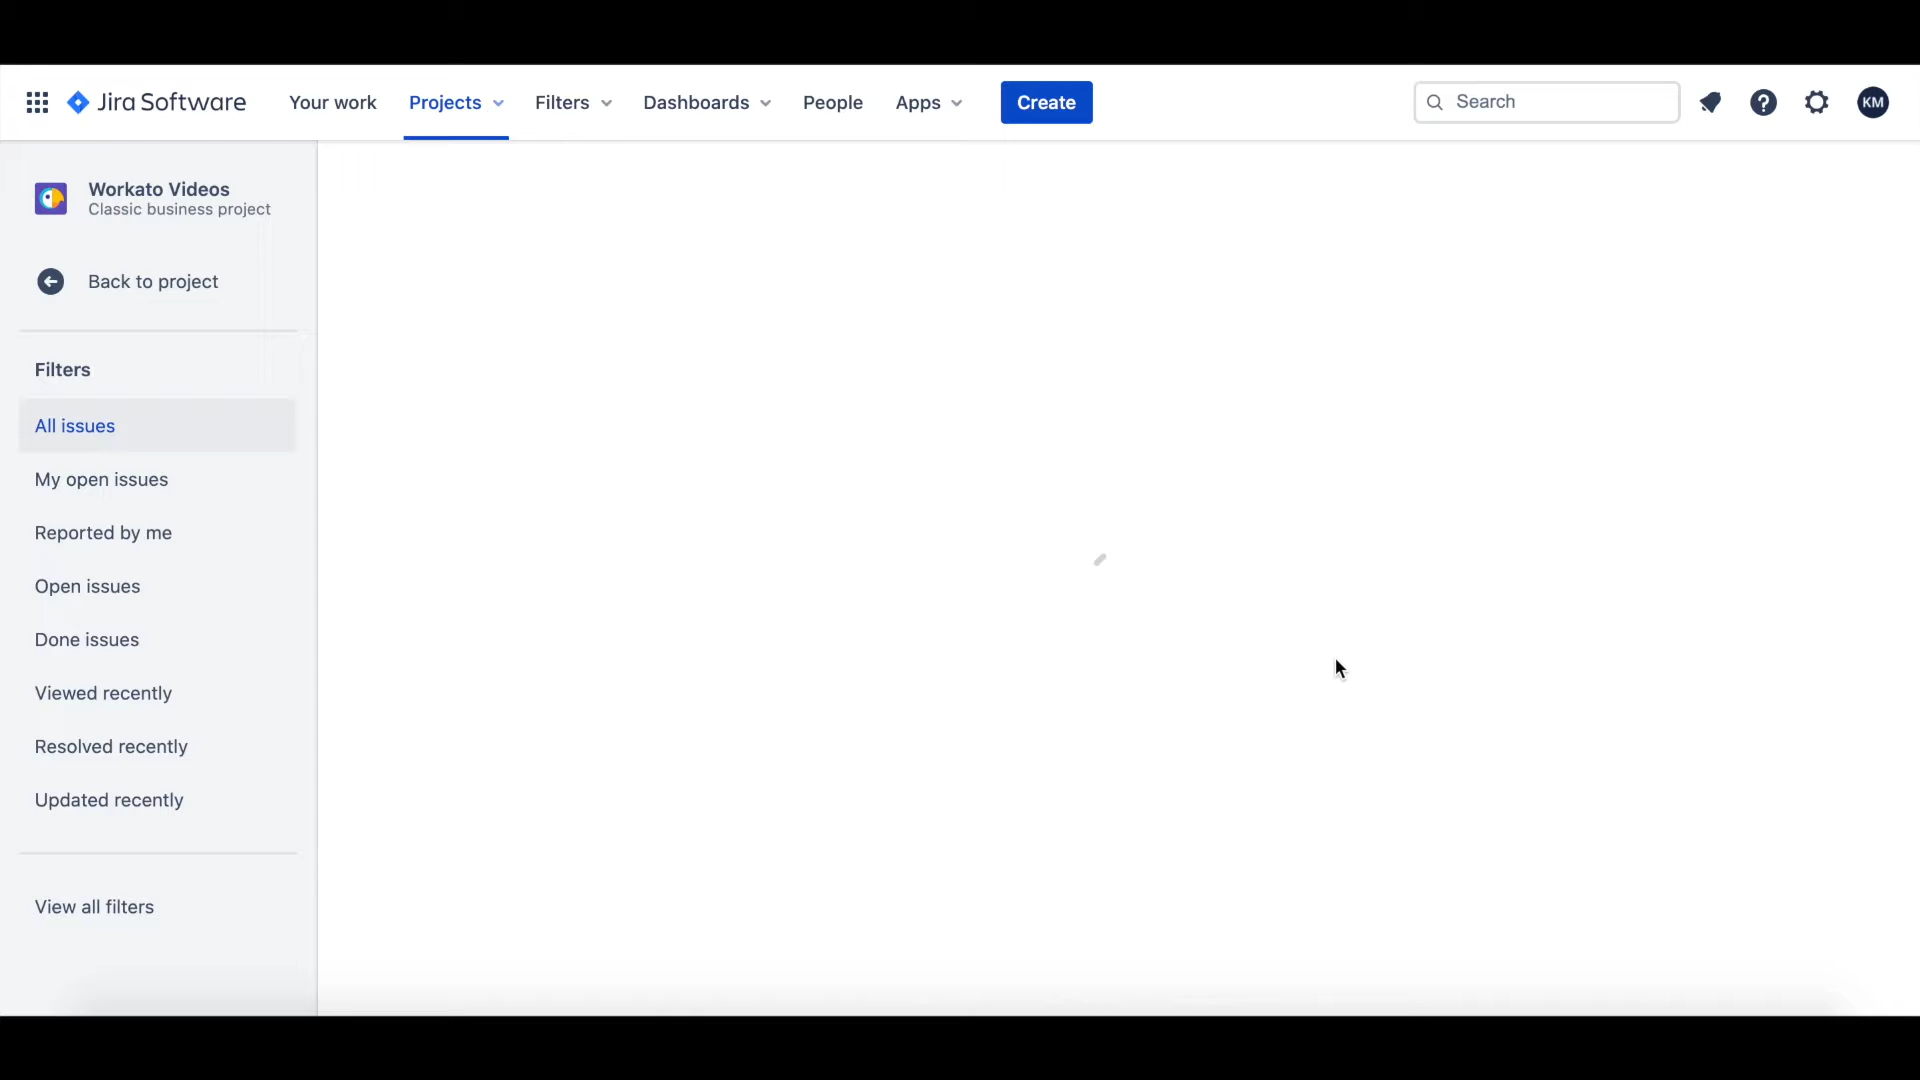 Jira Software
Your work
Projects
Filters
Dashboards
People
Apps
Create
Search
KM
Workato Videos
Classic business project
Back to project
Filters
All issues
My open issues
Reported by me
Open issues
Done issues
Viewed recently
Resolved recently
Updated recently
View all filters